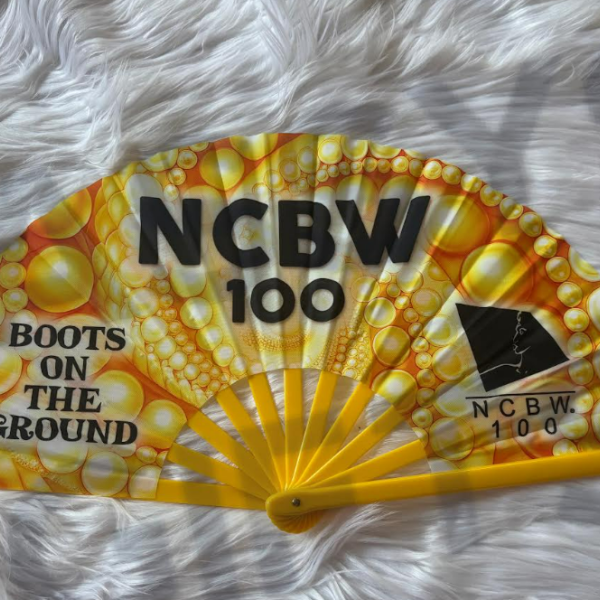 NCBW
100
BOOTS
ON
THE
GROUND
NCBW.
100